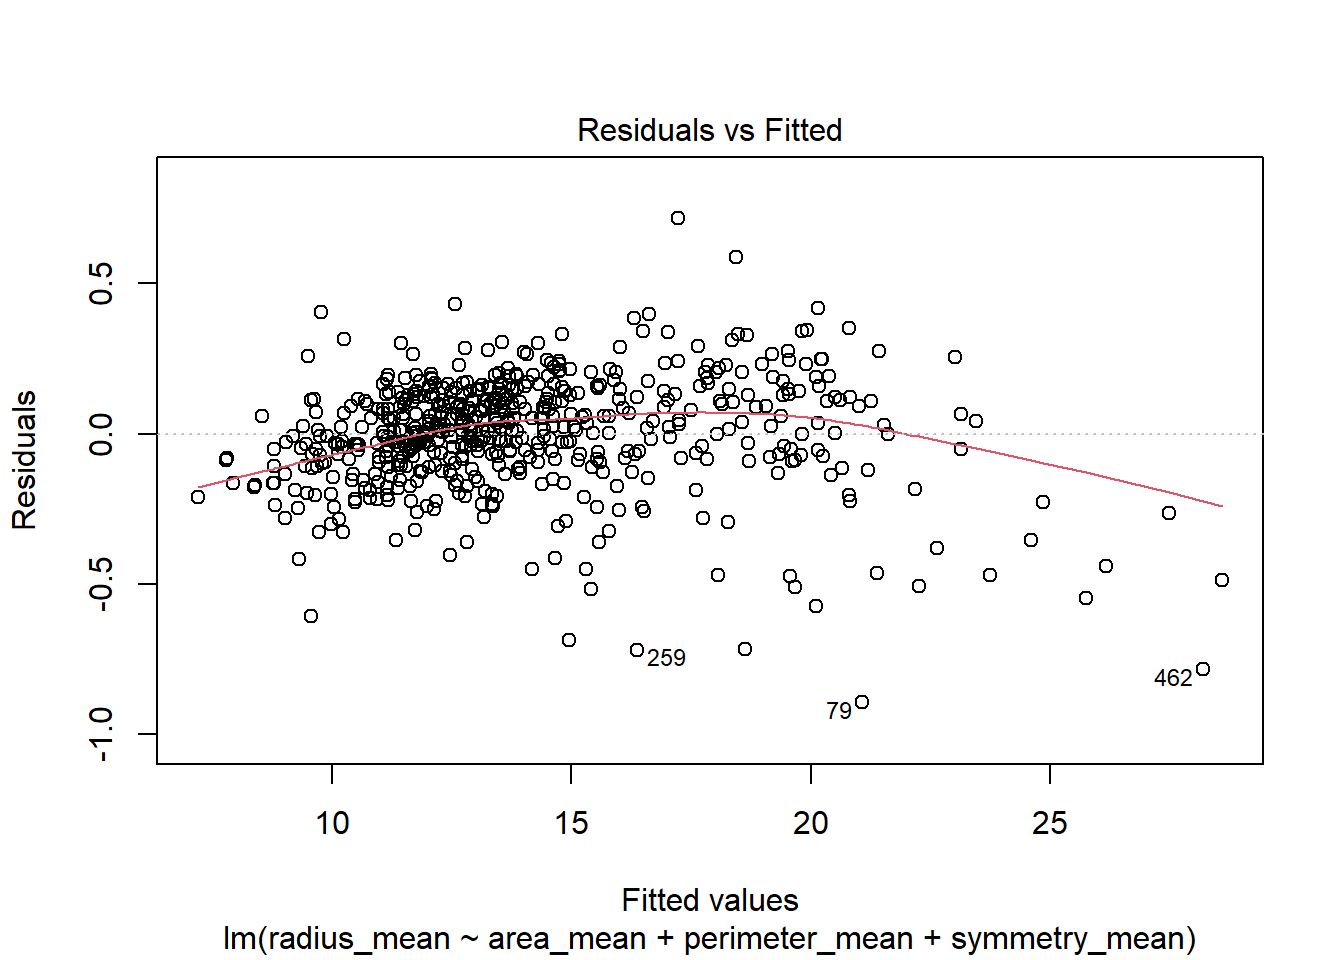 Residuals vs Fitted
Residuals
0.5
0.0
-0.5
-1.0
259
79
462
10 15 20 25
Fitted values
lm(radius_mean ~ area_mean + perimeter_mean + symmetry_mean)